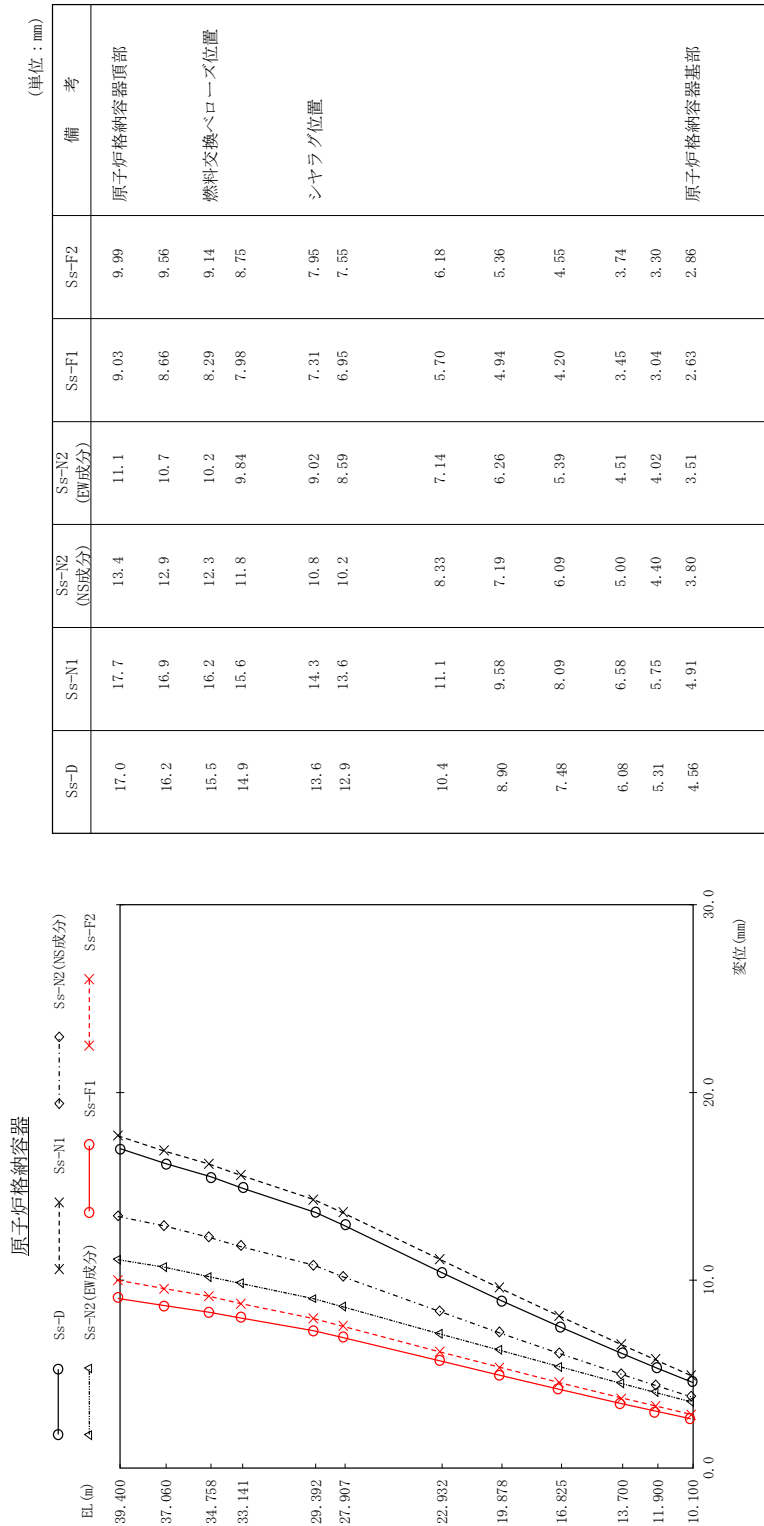 原子炉格納容器
Ss-D Ss-N1 Ss-N2(NS成分)
Ss-N2(EW成分) Ss-F1 Ss-F2
EL(m)
39.400
37.060
34.758
33.141
29.392
27.907
22.932
19.878
16.825
13.700
11.900
10.100
0.0 10.0 20.0 30.0
変位(mm)
(単位：mm)
Ss-D Ss-N1 Ss-N2(NS成分) Ss-N2(EW成分) Ss-F1 Ss-F2 備 考
17.0 17.7 13.4 11.1 9.03 9.99 原子炉格納容器頂部
16.2 16.9 12.9 10.7 8.66 9.56
15.5 16.2 12.3 10.2 8.29 9.14 燃料交換ベローズ位置
14.9 15.6 11.8 9.84 7.98 8.75
13.6 14.3 10.8 9.02 7.31 7.95 シヤラグ位置
12.9 13.6 10.2 8.59 6.95 7.55
10.4 11.1 8.33 7.14 5.70 6.18
8.90 9.58 7.19 6.26 4.94 5.36
7.48 8.09 6.09 5.39 4.20 4.55
6.08 6.58 5.00 4.51 3.45 3.74
5.31 5.75 4.40 4.02 3.04 3.30
4.56 4.91 3.80 3.51 2.63 2.86 原子炉格納容器基部